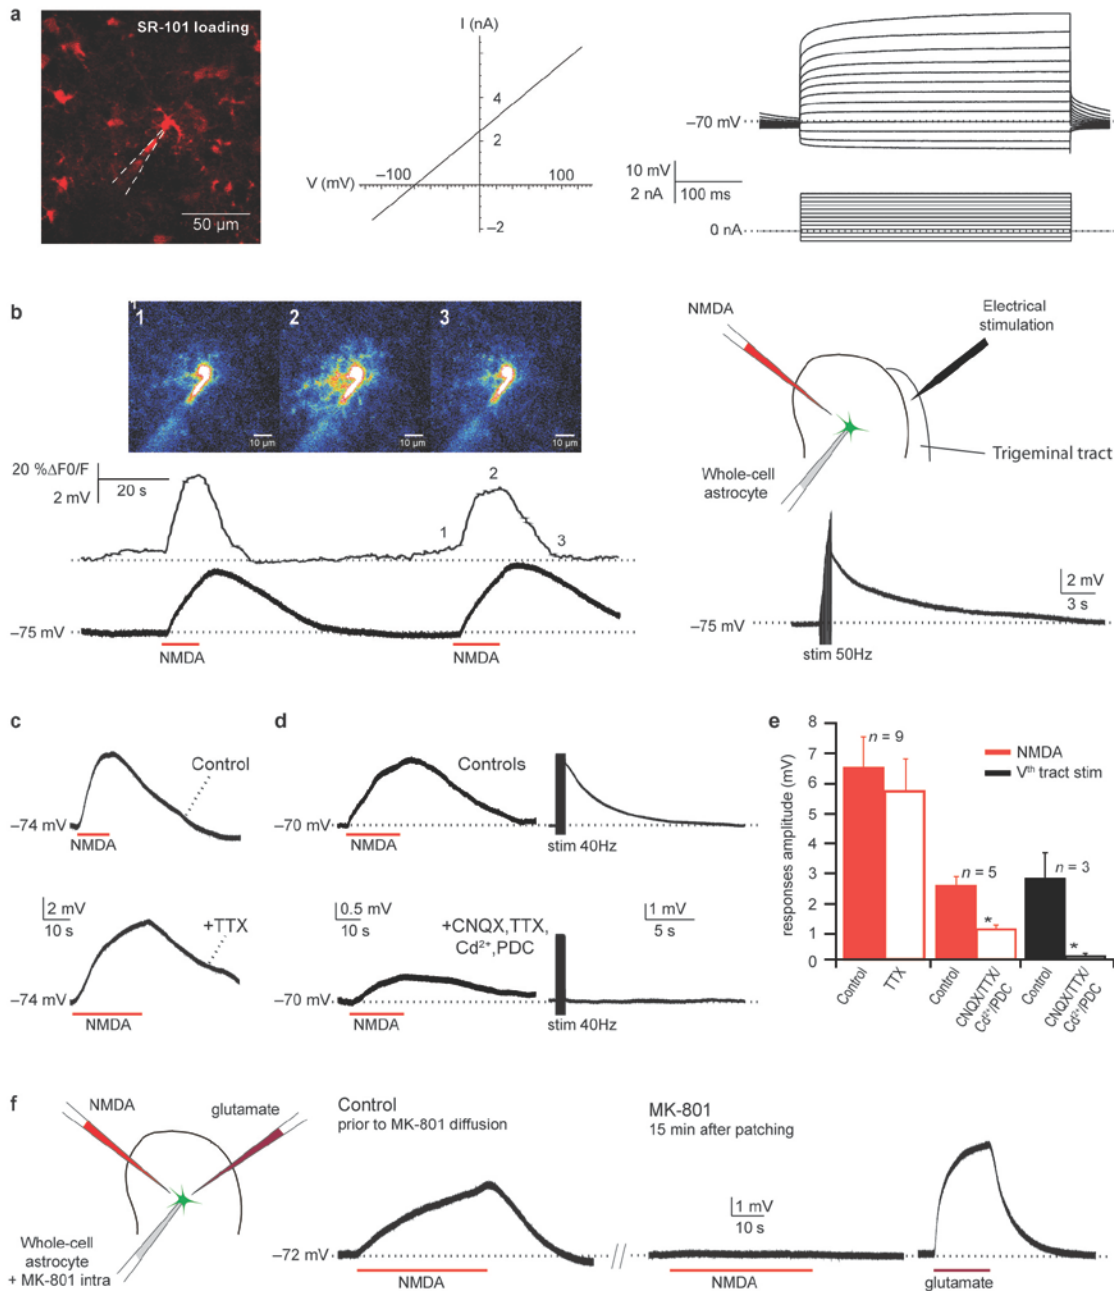 a
SR-101 loading
50 µm
I (nA)
4
2
V (mV)
–100
100
–2
–70 mV
10 mV
2 nA
100 ms
0 nA
b
1
2
3
10 µm
10 µm
10 µm
20 %ΔF0/F
2 mV
20 s
1
2
3
–75 mV
NMDA
NMDA
NMDA
Electrical
stimulation
Trigeminal tract
Whole-cell
astrocyte
2 mV
3 s
–75 mV
stim 50Hz
c
Control
–74 mV
NMDA
2 mV
10 s
+TTX
–74 mV
NMDA
d
Controls
–70 mV
NMDA
stim 40Hz
0.5 mV
10 s
+CNQX,TTX,
Cd²⁺,PDC
1 mV
5 s
–70 mV
NMDA
stim 40Hz
e
responses amplitude (mV)
8
7
6
5
4
3
2
1
0
n = 9
NMDA
Vᵗʰ tract stim
n = 5
n = 3
*
*
Control
TTX
Control
CNQX/TTX/
Cd²⁺/PDC
Control
CNQX/TTX/
Cd²⁺/PDC
f
NMDA
glutamate
Whole-cell
astrocyte
+ MK-801 intra
Control
prior to MK-801 diffusion
–72 mV
NMDA
MK-801
15 min after patching
1 mV
10 s
NMDA
glutamate